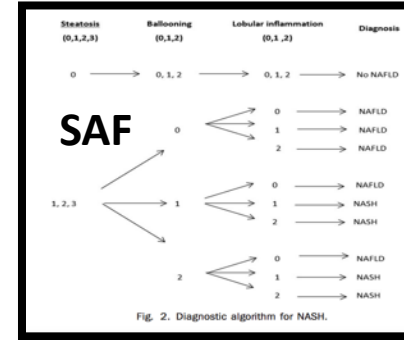 Steatosis Ballooning Lobular inflammation Diagnosis
(0,1,2,3) (0,1,2) (0,1 ,2)
0 0, 1, 2 0, 1, 2 No NAFLD
SAF
0 NAFLD
0 1 NAFLD
2 NAFLD
0 NAFLD
1, 2, 3 1 1 NASH
2 NASH
0 NAFLD
2 1 NASH
2 NASH
Fig. 2. Diagnostic algorithm for NASH.